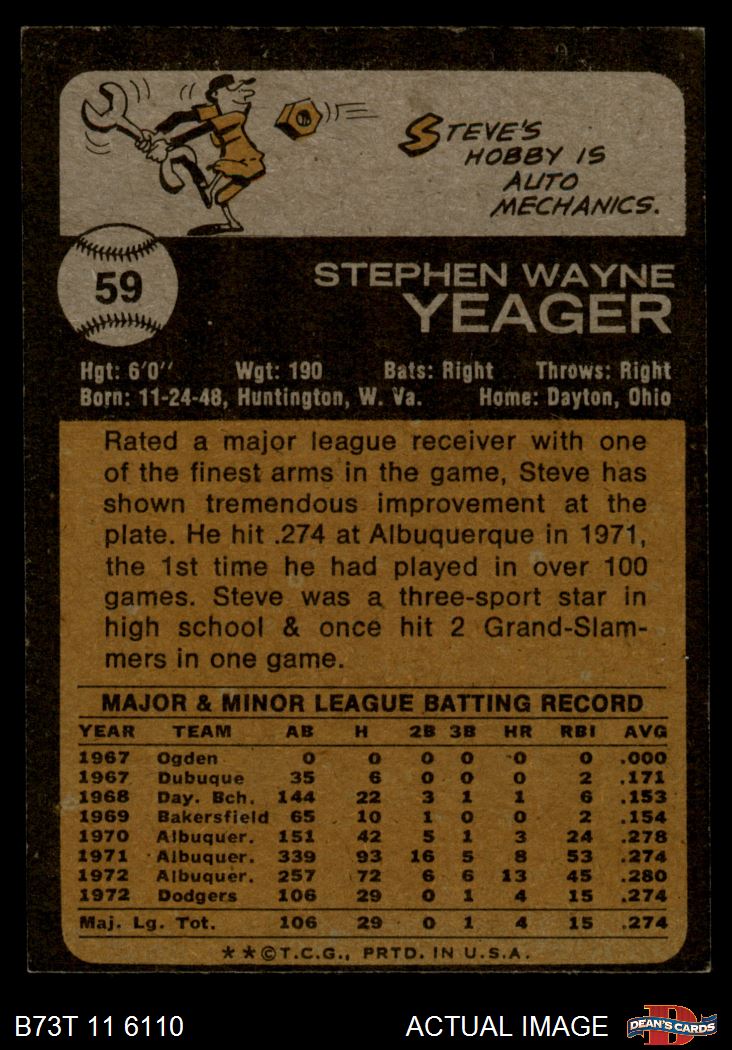 STEVE'S
HOBBY IS
AUTO
MECHANICS.
59
STEPHEN WAYNE
YEAGER
Hgt: 6'0" Wgt: 190 Bats: Right Throws: Right
Born: 11-24-48, Huntington, W. Va. Home: Dayton, Ohio
Rated a major league receiver with one
of the finest arms in the game, Steve has
shown tremendous improvement at the
plate. He hit .274 at Albuquerque in 1971,
the 1st time he had played in over 100
games. Steve was a three-sport star in
high school & once hit 2 Grand-Slam-
mers in one game.
MAJOR & MINOR LEAGUE BATTING RECORD
YEAR TEAM AB H 2B 3B HR RBI AVG
1967 Ogden 0 0 0 0 0 0 .000
1967 Dubuque 35 6 0 0 0 2 .171
1968 Day. Bch. 144 22 3 1 1 6 .153
1969 Bakersfield 65 10 1 0 0 2 .154
1970 Albuquer. 151 42 5 1 3 24 .278
1971 Albuquer. 339 93 16 5 8 53 .274
1972 Albuquer. 257 72 6 6 13 45 .280
1972 Dodgers 106 29 0 1 4 15 .274
Maj. Lg. Tot. 106 29 0 1 4 15 .274
★★©T.C.G., PRTD. IN U.S.A.
B73T 11 6110 ACTUAL IMAGE D DEAN'S CARDS